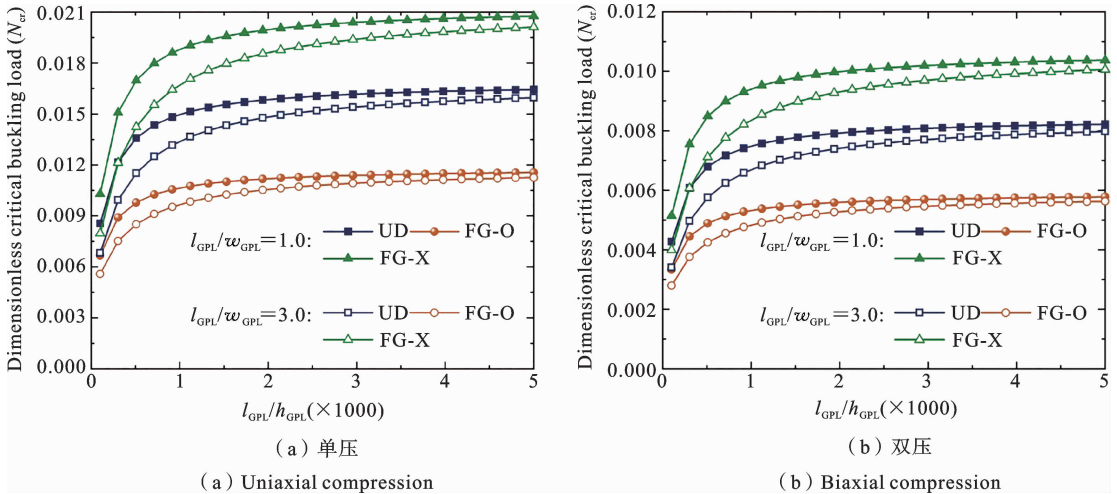 Dimensionless critical buckling load (Ncr)
0.021
0.018
0.015
0.012
0.009
0.006
0.003
0.000
lGPL/wGPL=1.0: UD FG-O
FG-X
lGPL/wGPL=3.0: UD FG-O
FG-X
0 1 2 3 4 5
lGPL/hGPL(×1000)
(a)单压
(a) Uniaxial compression
Dimensionless critical buckling load (Ncr)
0.012
0.010
0.008
0.006
0.004
0.002
0.000
lGPL/wGPL=1.0: UD FG-O
FG-X
lGPL/wGPL=3.0: UD FG-O
FG-X
0 1 2 3 4 5
lGPL/hGPL(×1000)
(b)双压
(b) Biaxial compression